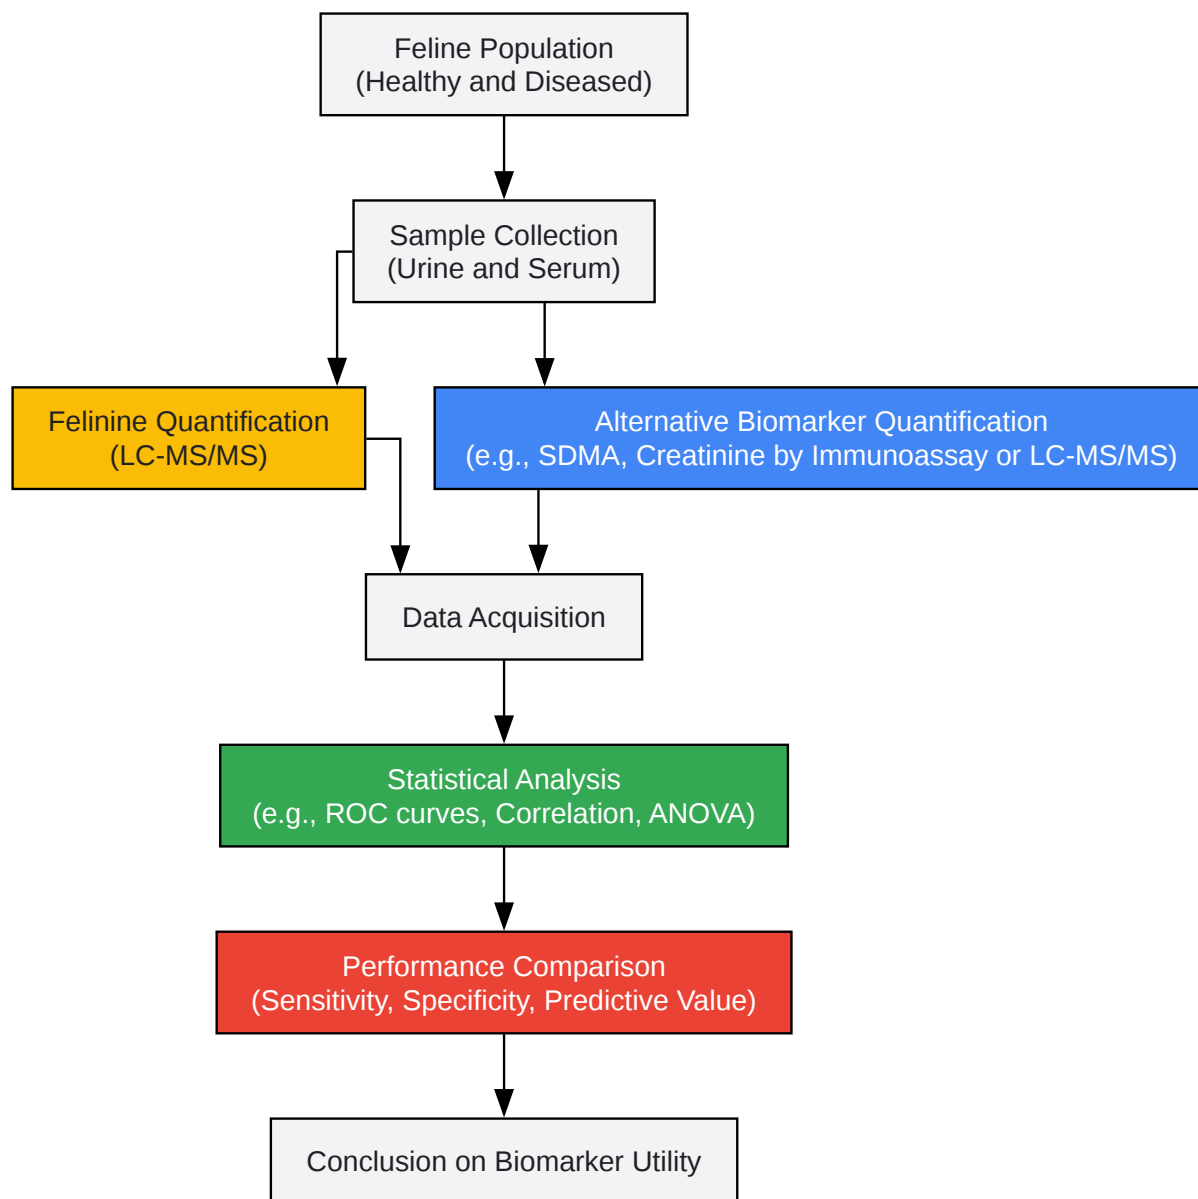 Feline Population
(Healthy and Diseased)
Sample Collection
(Urine and Serum)
Felinine Quantification
(LC-MS/MS)
Alternative Biomarker Quantification
(e.g., SDMA, Creatinine by Immunoassay or LC-MS/MS)
Data Acquisition
Statistical Analysis
(e.g., ROC curves, Correlation, ANOVA)
Performance Comparison
(Sensitivity, Specificity, Predictive Value)
Conclusion on Biomarker Utility